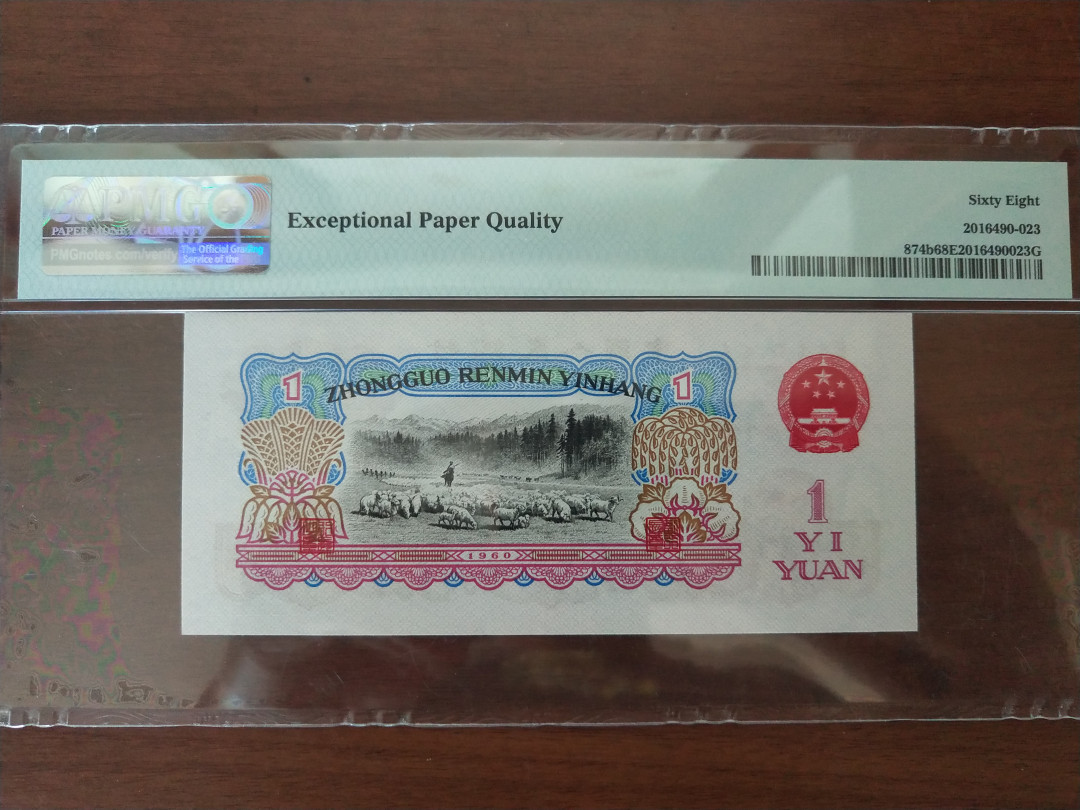 PMG
PAPER MONEY GUARANTY
PMGnotes.com/verify
The Official Grading
Service of the
Exceptional Paper Quality
Sixty Eight
2016490-023
874b68E2016490023G
1
ZHONGGUO RENMIN YINHANG
1
1960
1
YI
YUAN